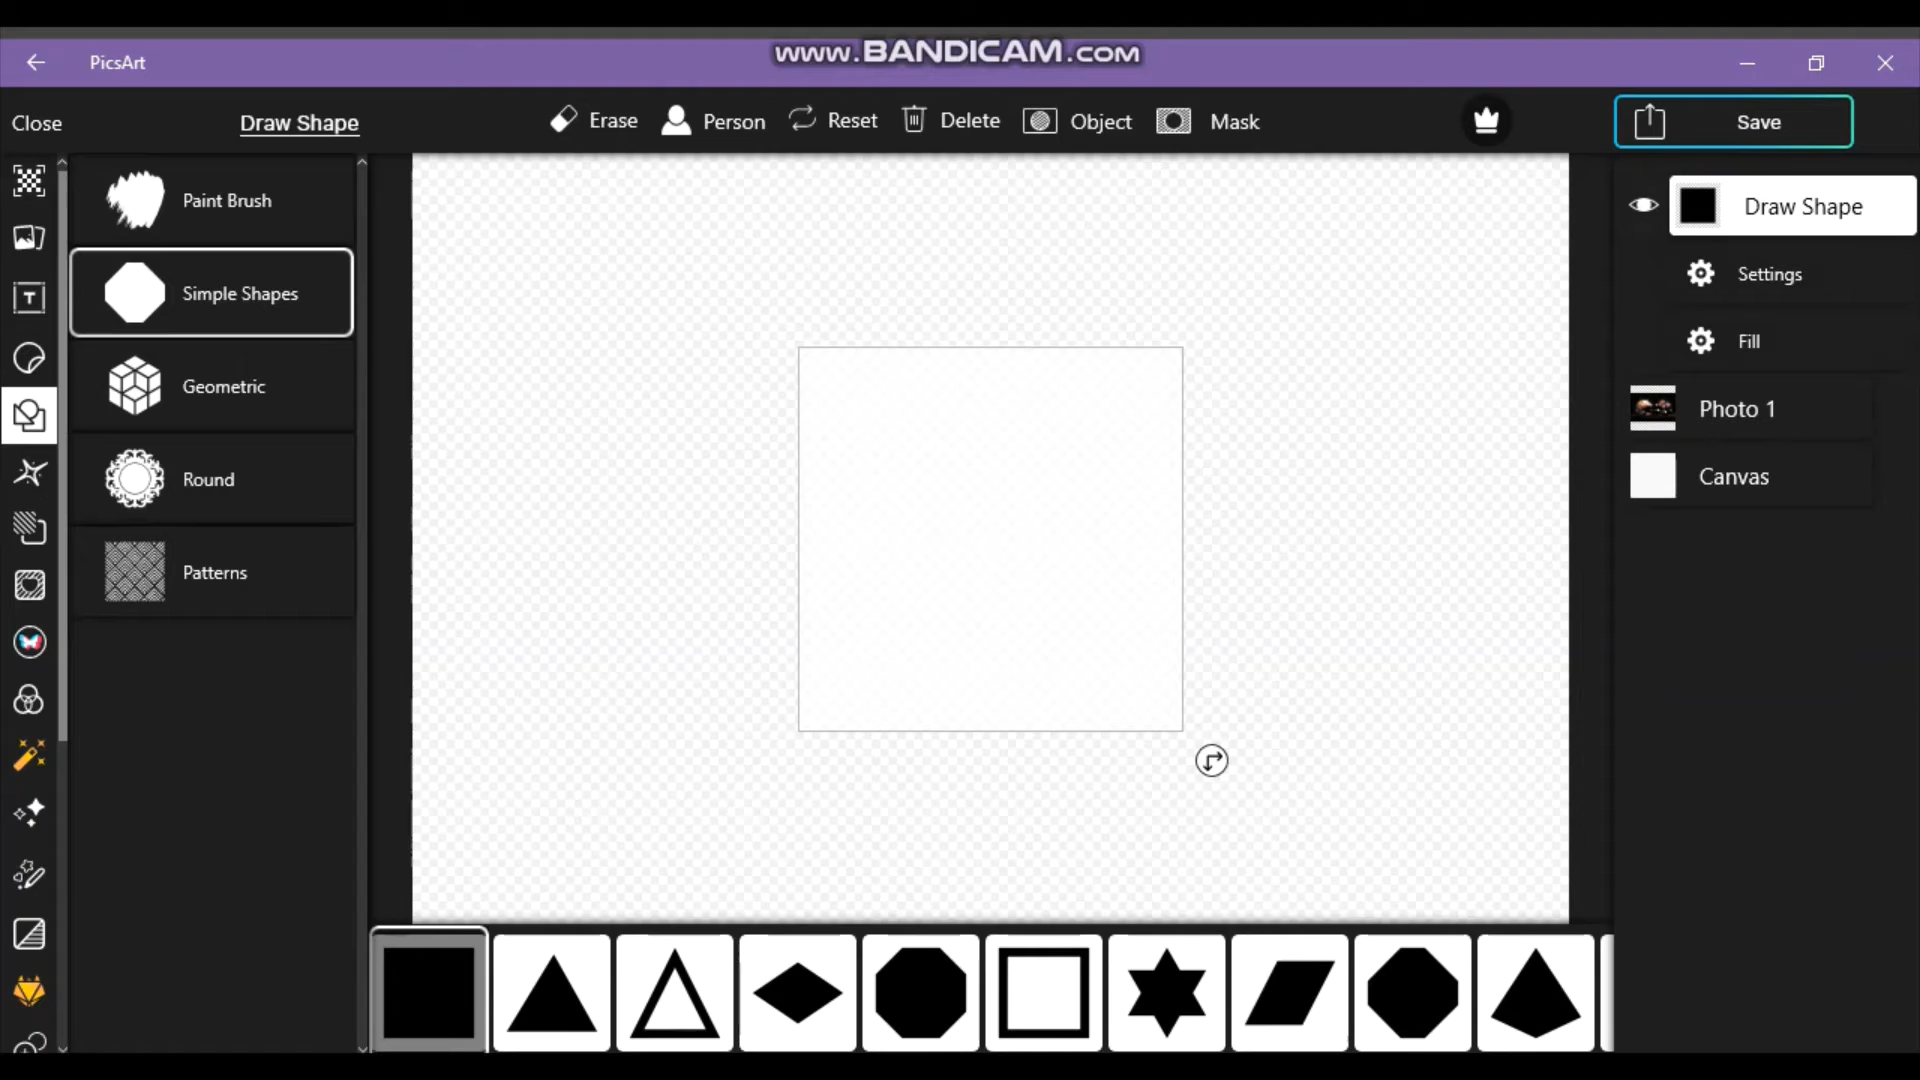 www.BANDICAM.com
PicsArt
Close
Draw Shape
Erase
Person
Reset
Delete
Object
Mask
Save
Paint Brush
Simple Shapes
Geometric
Round
Patterns
Draw Shape
Settings
Fill
Photo 1
Canvas
T